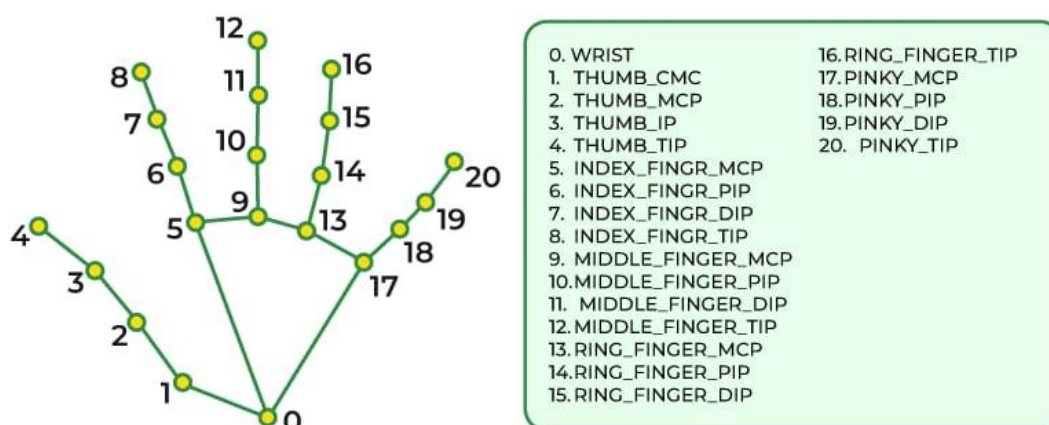 12
8
16
11
7
15
10
6
14
20
9
19
4
5
13
18
3
17
2
1
0
0. WRIST
1. THUMB_CMC
2. THUMB_MCP
3. THUMB_IP
4. THUMB_TIP
5. INDEX_FINGR_MCP
6. INDEX_FINGR_PIP
7. INDEX_FINGR_DIP
8. INDEX_FINGR_TIP
9. MIDDLE_FINGER_MCP
10.MIDDLE_FINGER_PIP
11. MIDDLE_FINGER_DIP
12.MIDDLE_FINGER_TIP
13.RING_FINGER_MCP
14.RING_FINGER_PIP
15.RING_FINGER_DIP
16.RING_FINGER_TIP
17.PINKY_MCP
18.PINKY_PIP
19.PINKY_DIP
20. PINKY_TIP